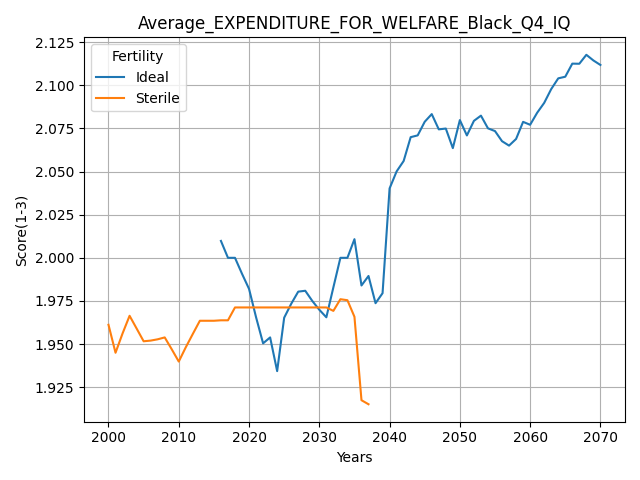 Average_EXPENDITURE_FOR_WELFARE_Black_Q4_IQ
Fertility
Ideal
Sterile
Score(1-3)
2.125
2.100
2.075
2.050
2.025
2.000
1.975
1.950
1.925
2000 2010 2020 2030 2040 2050 2060 2070
Years